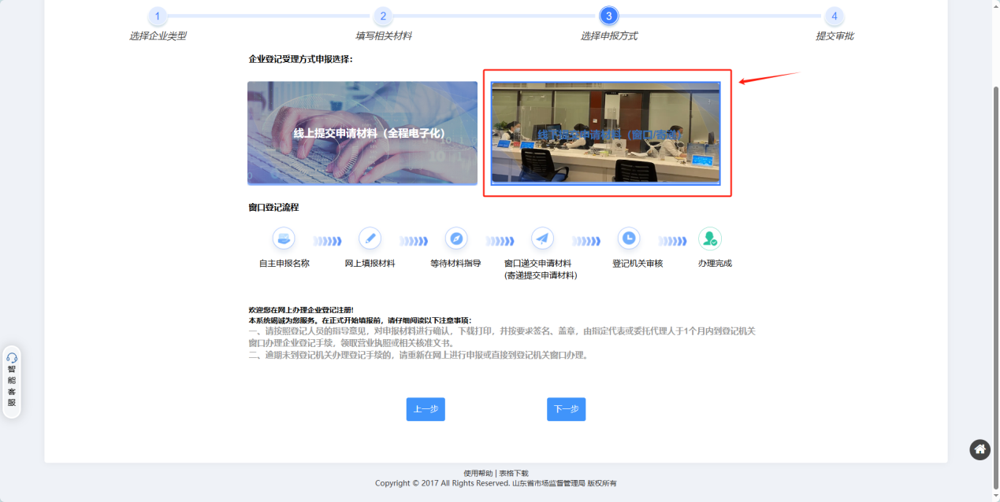 1
2
3
4
选择企业类型
填写相关材料
选择申报方式
提交审批
企业登记受理方式申报选择：
线上提交申请材料（全程电子化）
线下提交申请材料（窗口/寄递）
窗口登记流程
自主申报名称
网上填报材料
等待材料指导
窗口递交申请材料
(寄递提交申请材料)
登记机关审核
办理完成
欢迎您在网上办理企业登记注册!
本系统竭诚为您服务。在正式开始填报前，请仔细阅读以下注意事项：
一、请按照登记人员的指导意见，对申报材料进行确认，下载打印，并按要求签名、盖章，由指定代表或委托代理人于1个月内到登记机关
窗口办理企业登记手续，领取营业执照或相关核准文书。
二、逾期未到登记机关办理登记手续的，请重新在网上进行申报或直接到登记机关窗口办理。
智能客服
上一步
下一步
使用帮助 | 表格下载
Copyright © 2017 All Rights Reserved. 山东省市场监督管理局 版权所有